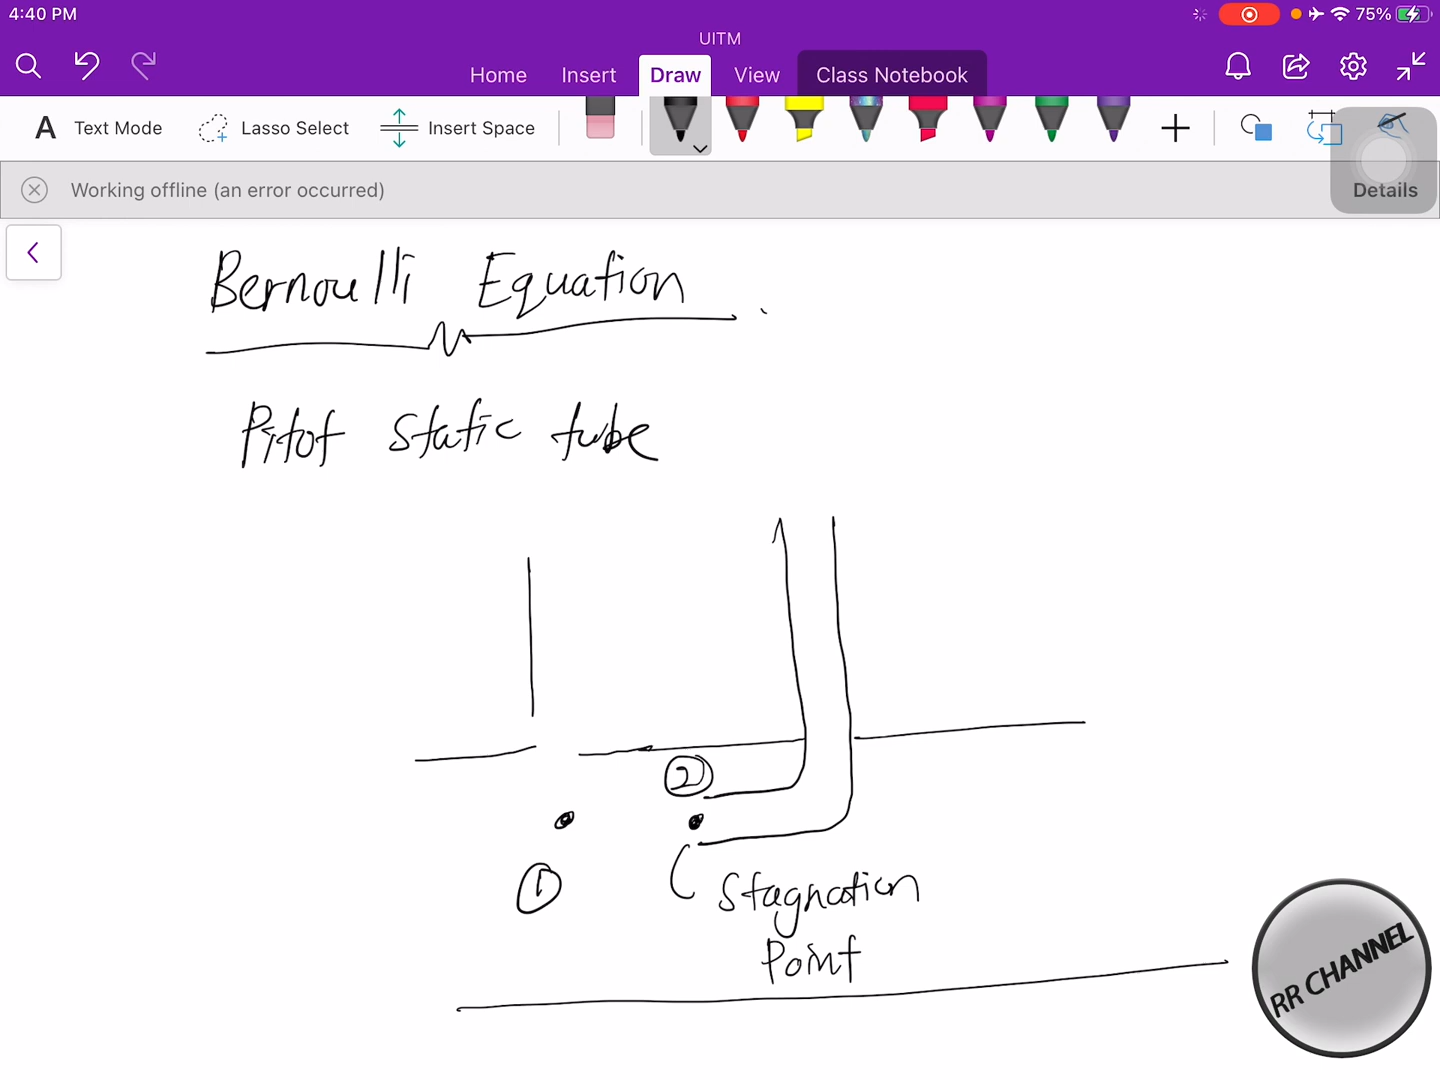 4:40 PM
75%
UITM
Home Insert Draw View Class Notebook
A Text Mode Lasso Select Insert Space
Working offline (an error occurred)
Details
Bernoulli Equation
Pitot static tube
2
1
Stagnation
Point
RR CHANNEL